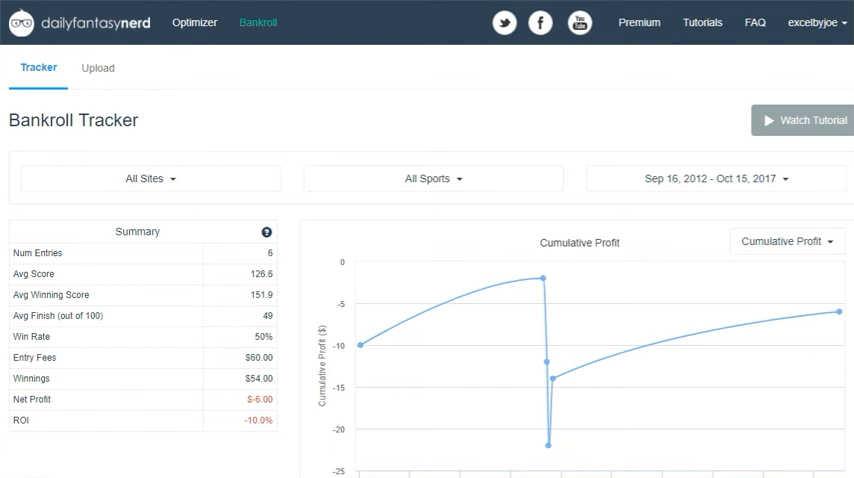 dailyfantasynerd Optimizer Bankroll Premium Tutorials FAQ excelbyjoe
Tracker Upload
Bankroll Tracker Watch Tutorial
All Sites All Sports Sep 16, 2012 - Oct 15, 2017
Summary ?
Num Entries 6
Avg Score 126.6
Avg Winning Score 151.9
Avg Finish (out of 100) 49
Win Rate 50%
Entry Fees $60.00
Winnings $54.00
Net Profit $-6.00
ROI -10.0%
Cumulative Profit Cumulative Profit
Cumulative Profit ($)
0
-5
-10
-15
-20
-25